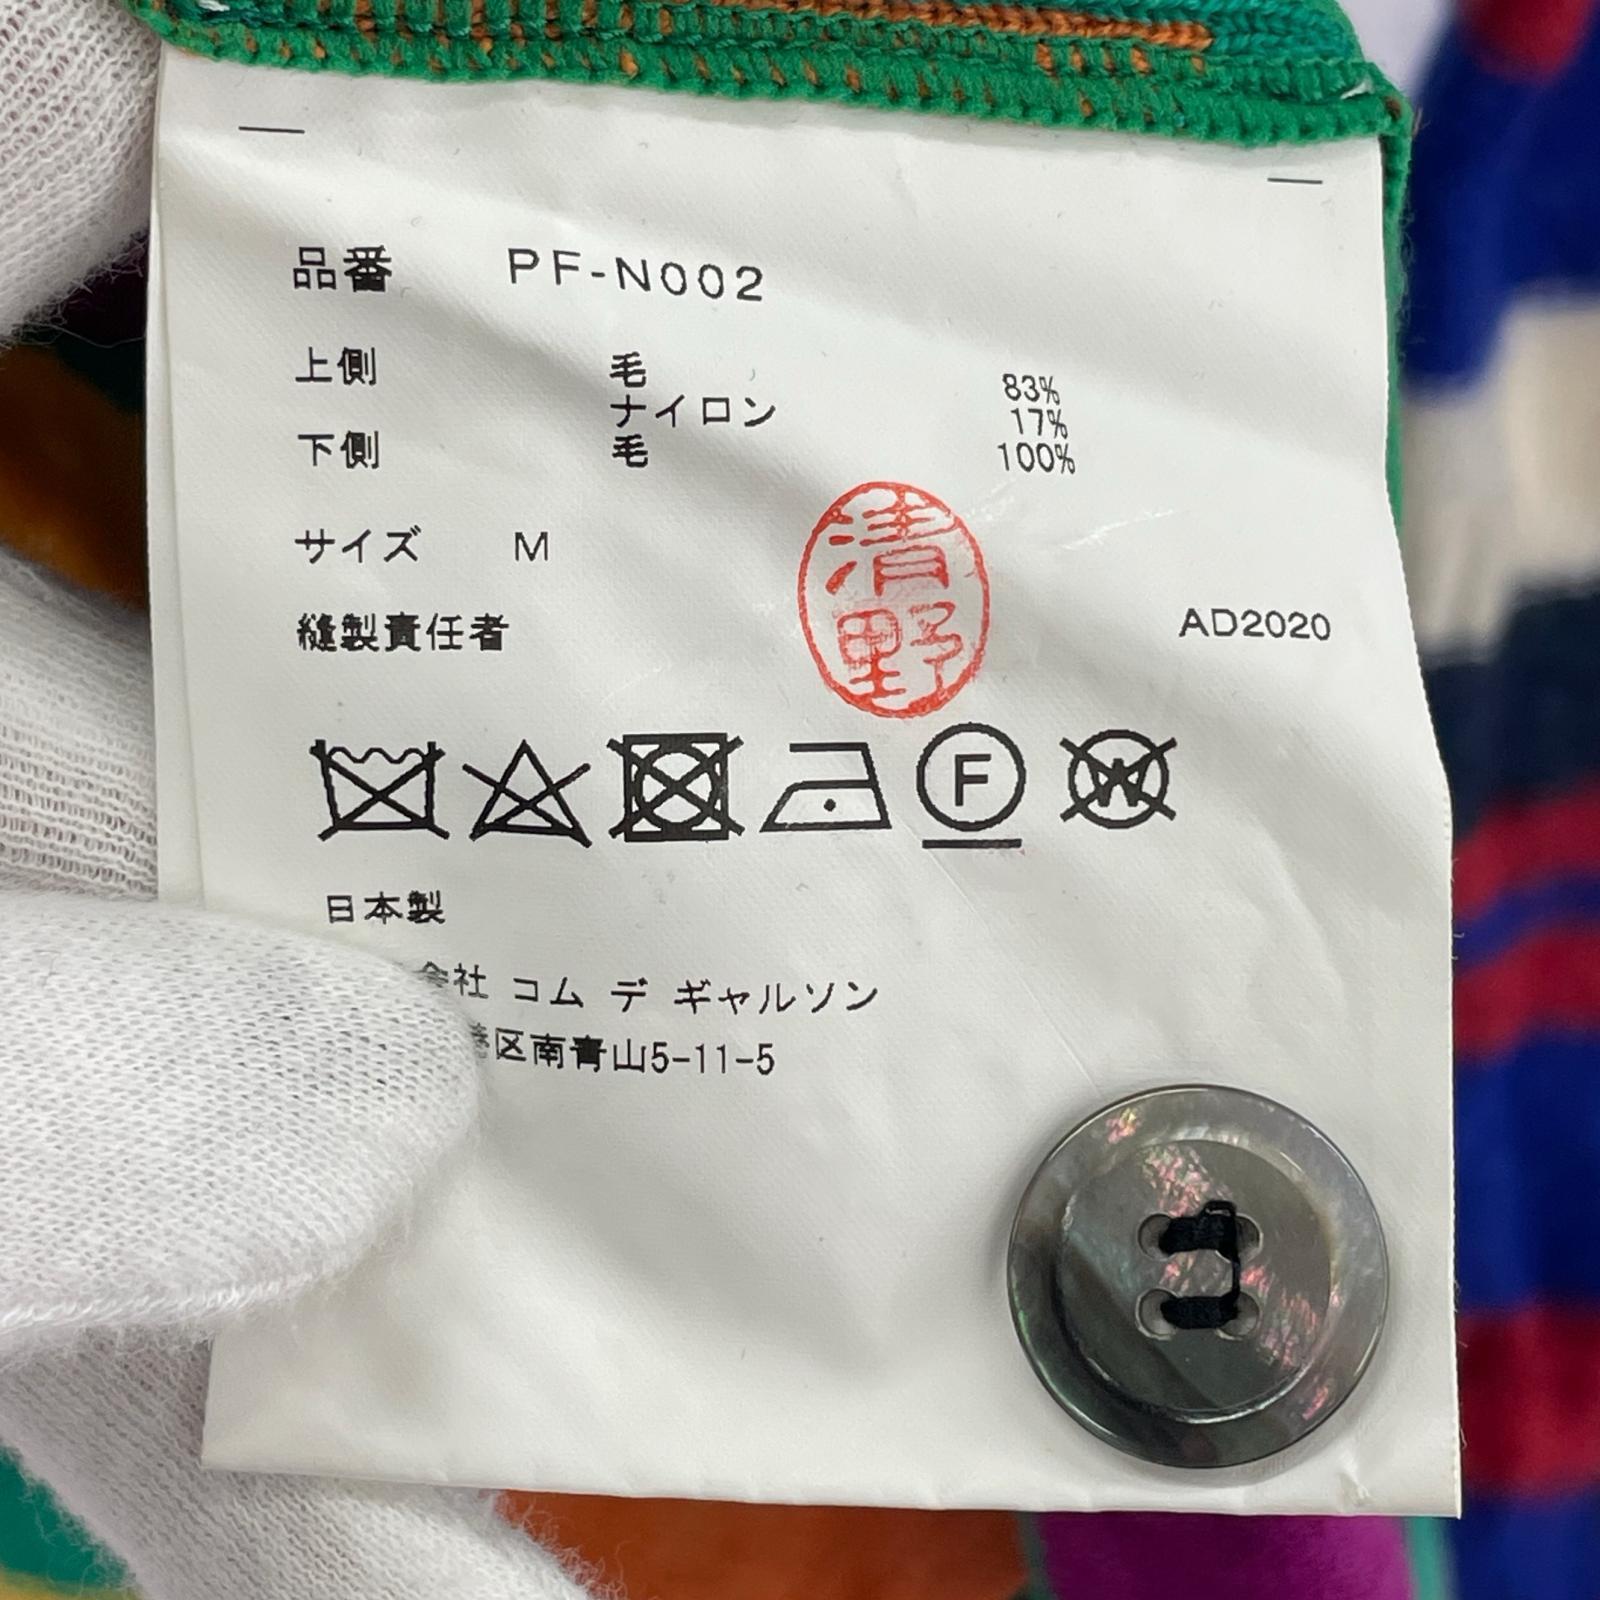 品番 PF-N002
上側 毛 83%
ナイロン 17%
下側 毛 100%
サイズ M
清野
縫製責任者 AD2020
F W
日本製
会社 コム デ ギャルソン
港区南青山5-11-5